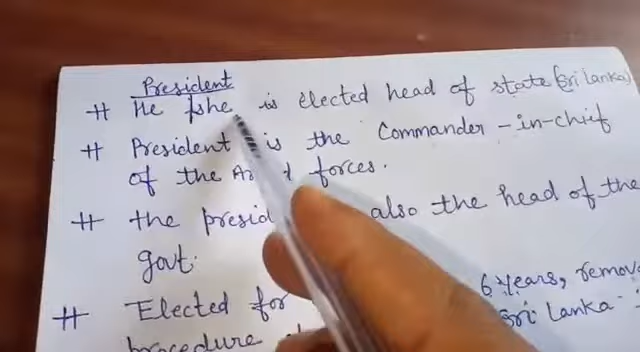 President
# He /she is elected head of state (Sri Lanka)
# President is the Commander-in-chief
of the forces.
# the also the head of the
govt.
# Elected for 6 years,
procedure Sri Lanka